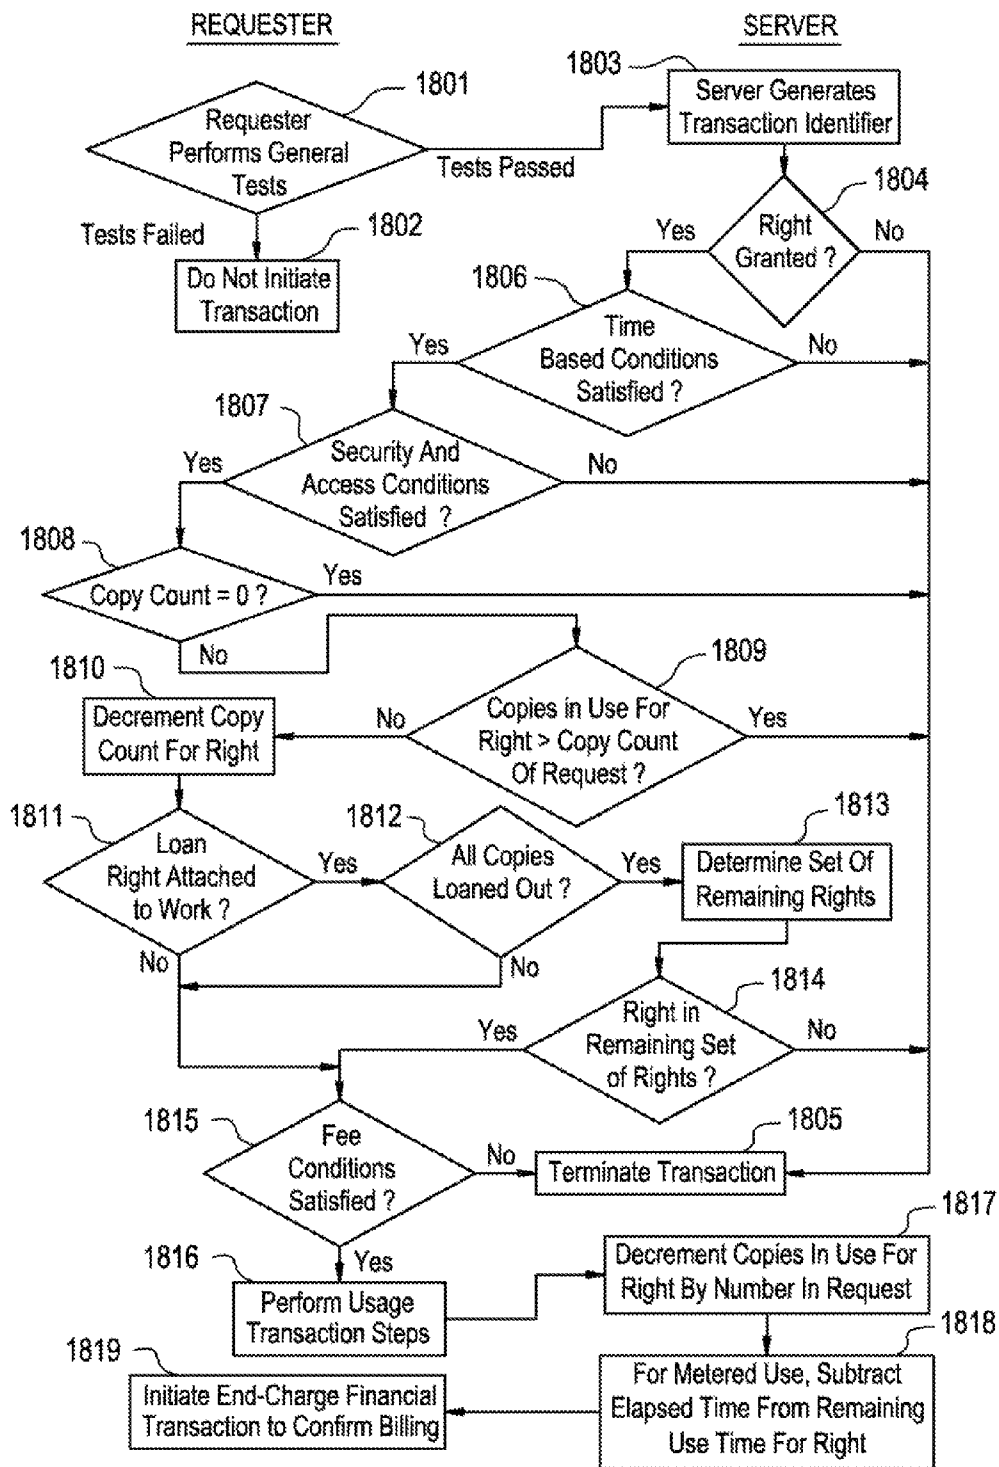 REQUESTER
SERVER
1801
Requester
Performs General
Tests
Tests Passed
Tests Failed
1802
Do Not Initiate
Transaction
1803
Server Generates
Transaction Identifier
1804
Right
Granted ?
Yes
No
1806
Time
Based Conditions
Satisfied ?
Yes
No
1807
Security And
Access Conditions
Satisfied ?
Yes
No
1808
Copy Count = 0 ?
Yes
No
1809
Copies in Use For
Right > Copy Count
Of Request ?
No
Yes
1810
Decrement Copy
Count For Right
1811
Loan
Right Attached
to Work ?
Yes
No
1812
All Copies
Loaned Out ?
Yes
No
1813
Determine Set Of
Remaining Rights
1814
Right in
Remaining Set
of Rights ?
Yes
No
1815
Fee
Conditions
Satisfied ?
No
Yes
1805
Terminate Transaction
1816
Perform Usage
Transaction Steps
1817
Decrement Copies In Use For
Right By Number In Request
1818
For Metered Use, Subtract
Elapsed Time From Remaining
Use Time For Right
1819
Initiate End-Charge Financial
Transaction to Confirm Billing